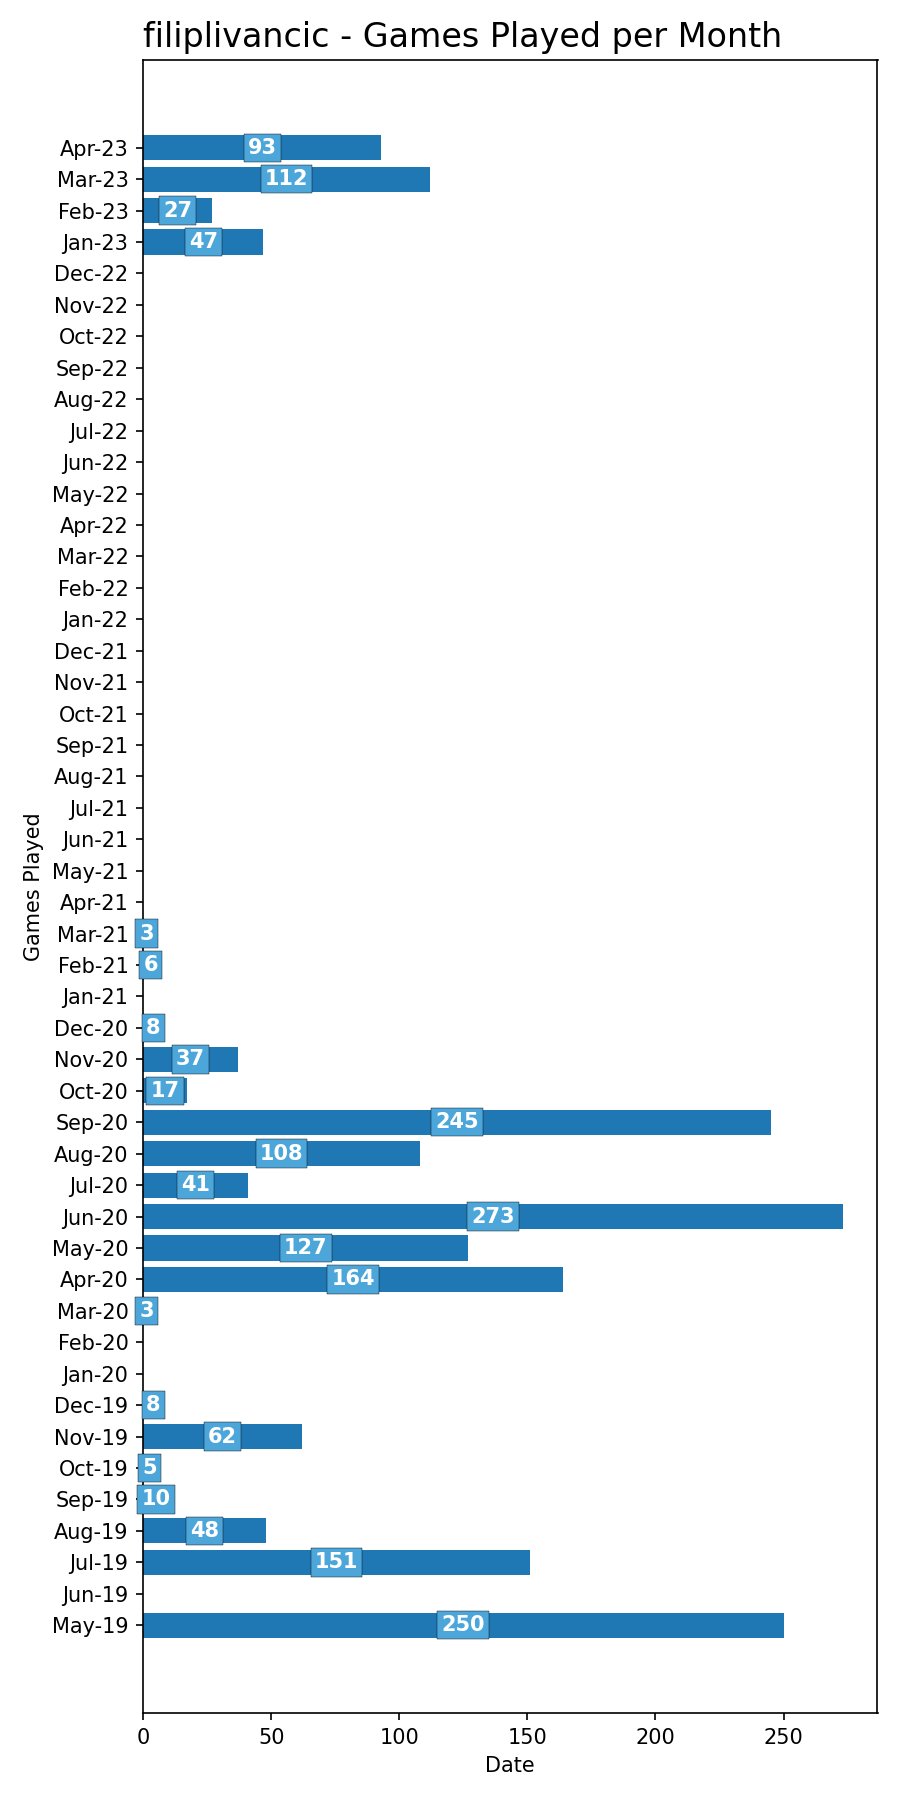 filiplivancic - Games Played per Month
Apr-23 93
Mar-23 112
Feb-23 27
Jan-23 47
Dec-22
Nov-22
Oct-22
Sep-22
Aug-22
Jul-22
Jun-22
May-22
Apr-22
Mar-22
Feb-22
Jan-22
Dec-21
Nov-21
Oct-21
Sep-21
Aug-21
Jul-21
Jun-21
May-21
Apr-21
Mar-21 3
Feb-21 6
Jan-21
Dec-20 8
Nov-20 37
Oct-20 17
Sep-20 245
Aug-20 108
Jul-20 41
Jun-20 273
May-20 127
Apr-20 164
Mar-20 3
Feb-20
Jan-20
Dec-19 8
Nov-19 62
Oct-19 5
Sep-19 10
Aug-19 48
Jul-19 151
Jun-19
May-19 250
Games Played
0 50 100 150 200 250
Date